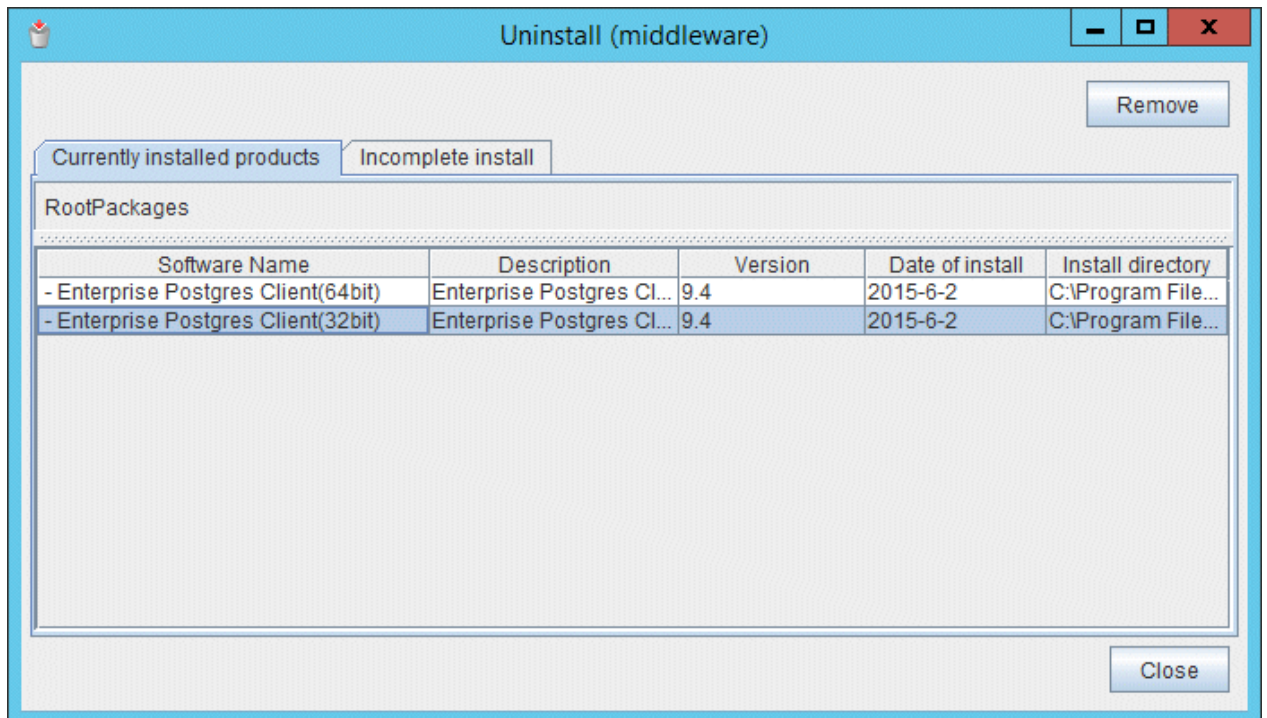 Uninstall (middleware)
Remove
Currently installed products Incomplete install
RootPackages
Software Name Description Version Date of install Install directory
- Enterprise Postgres Client(64bit) Enterprise Postgres Cl... 9.4 2015-6-2 C:\Program File...
- Enterprise Postgres Client(32bit) Enterprise Postgres Cl... 9.4 2015-6-2 C:\Program File...
Close